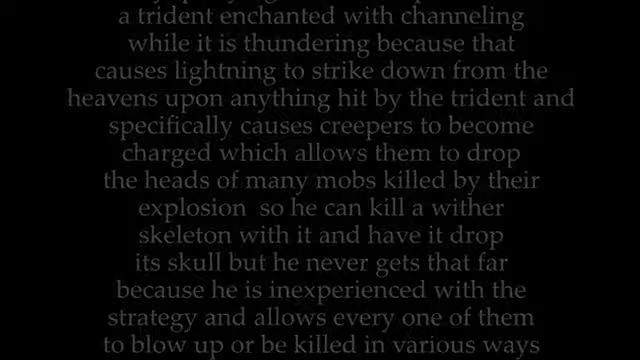 a trident enchanted with channeling
while it is thundering because that
causes lightning to strike down from the
heavens upon anything hit by the trident and
specifically causes creepers to become
charged which allows them to drop
the heads of many mobs killed by their
explosion so he can kill a wither
skeleton with it and have it drop
its skull but he never gets that far
because he is inexperienced with the
strategy and allows every one of them
to blow up or be killed in various ways